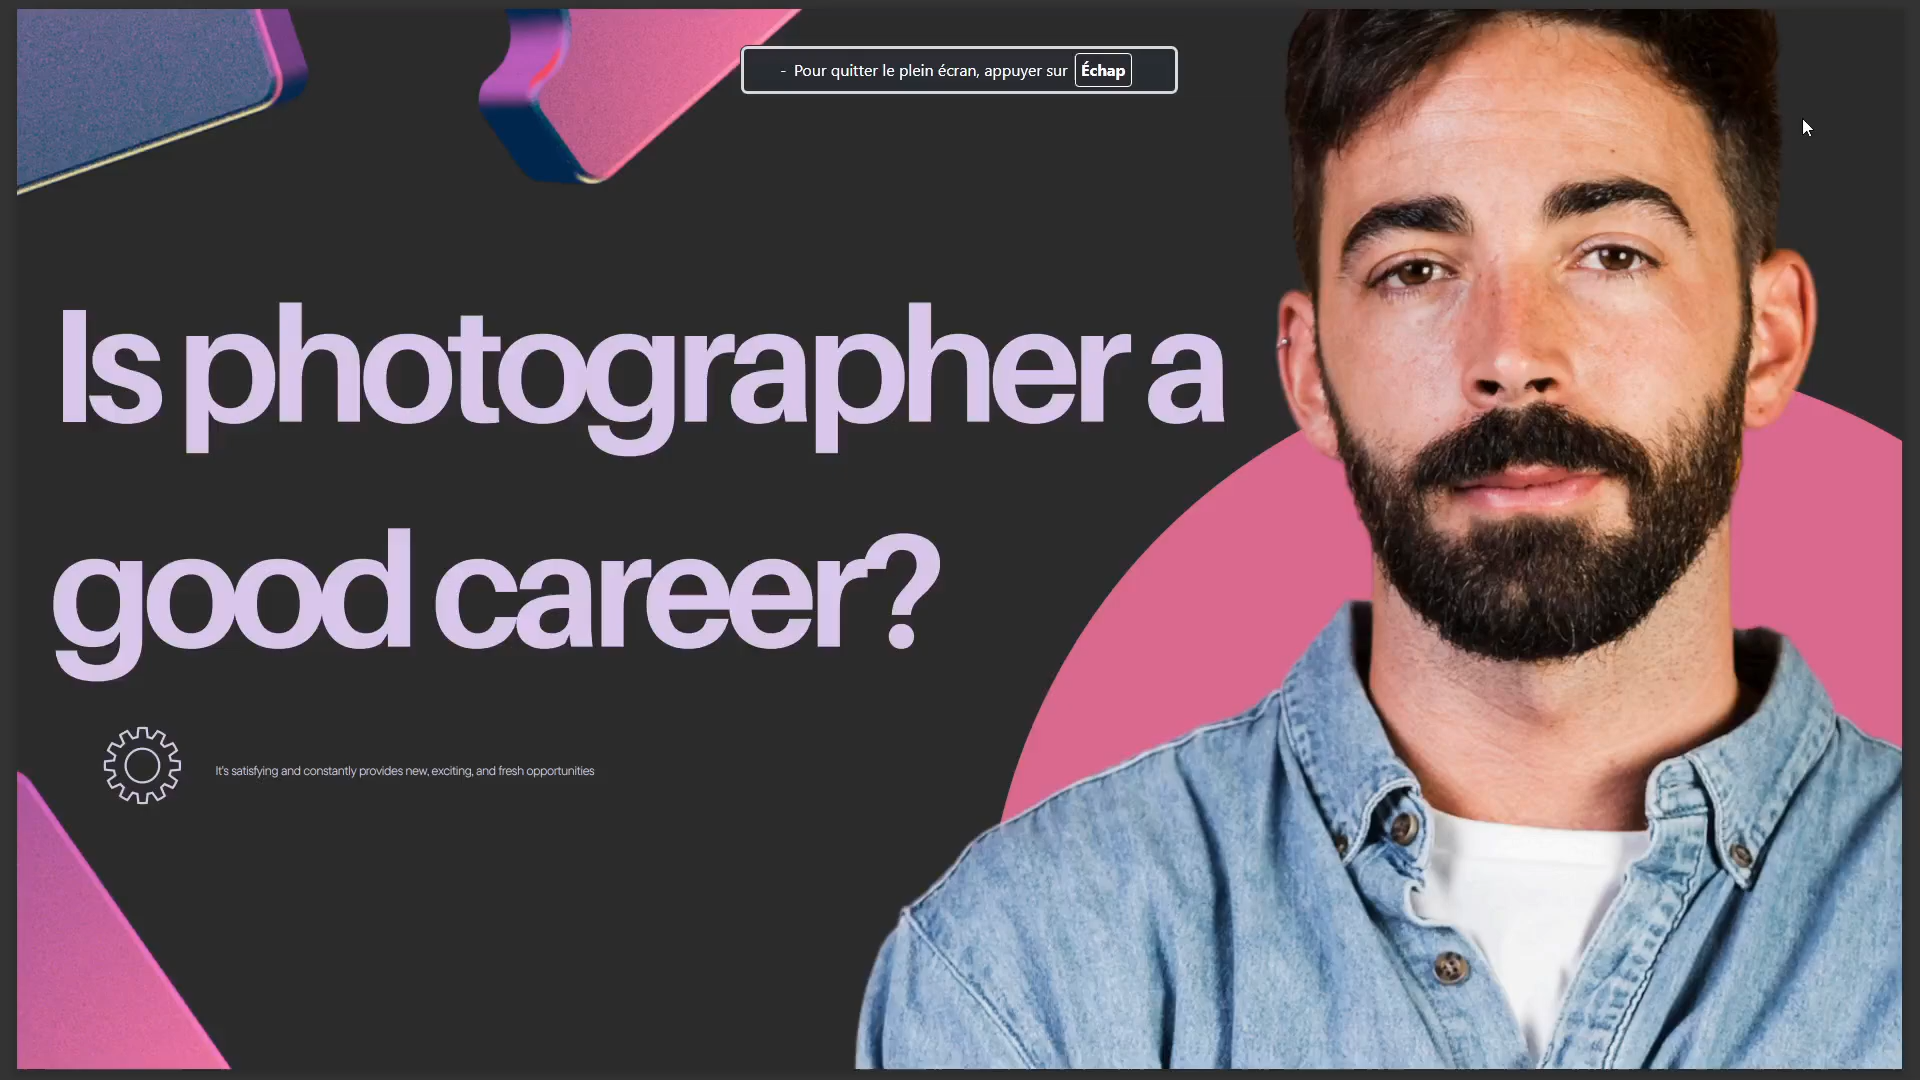 - Pour quitter le plein écran, appuyer sur Échap
Is photographer a
good career?
It's satisfying and constantly provides new, exciting, and fresh opportunities